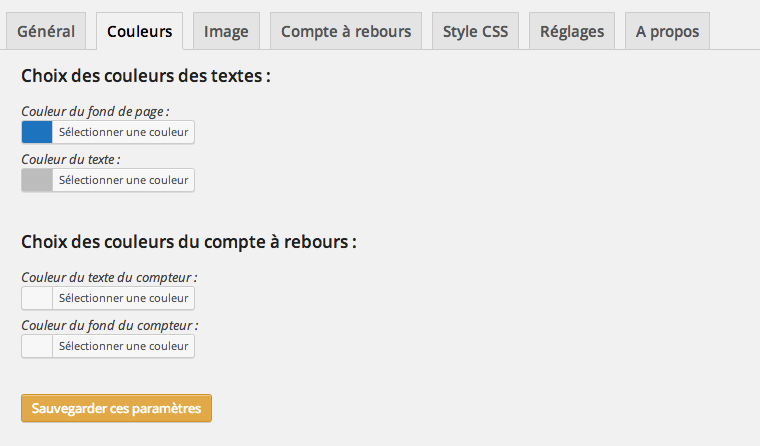 Général Couleurs Image Compte à rebours Style CSS Réglages A propos
Choix des couleurs des textes :
Couleur du fond de page :
Sélectionner une couleur
Couleur du texte :
Sélectionner une couleur
Choix des couleurs du compte à rebours :
Couleur du texte du compteur :
Sélectionner une couleur
Couleur du fond du compteur :
Sélectionner une couleur
Sauvegarder ces paramètres